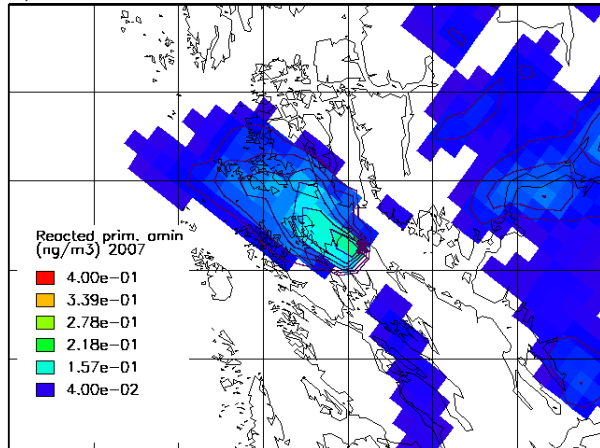 Reacted prim. amin
(ng/m3) 2007
4.00e-01
3.39e-01
2.78e-01
2.18e-01
1.57e-01
4.00e-02